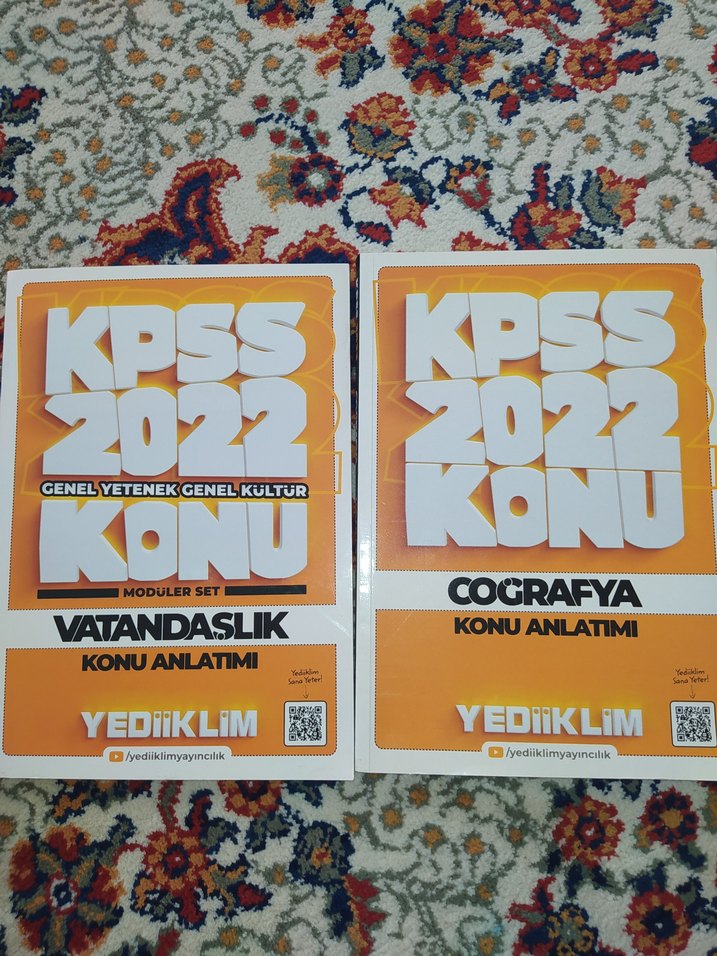 KPSS
2022
GENEL YETENEK GENEL KÜLTÜR
KONU
MODÜLER SET
VATANDAŞLIK
KONU ANLATIMI
Yediiklim
Sana Yeter!
YEDİİKLİM
/yediiklimyayıncılık
KPSS
2022
KONU
COĞRAFYA
KONU ANLATIMI
Yediiklim
Sana Yeter!
YEDİİKLİM
/yediiklimyayıncılık